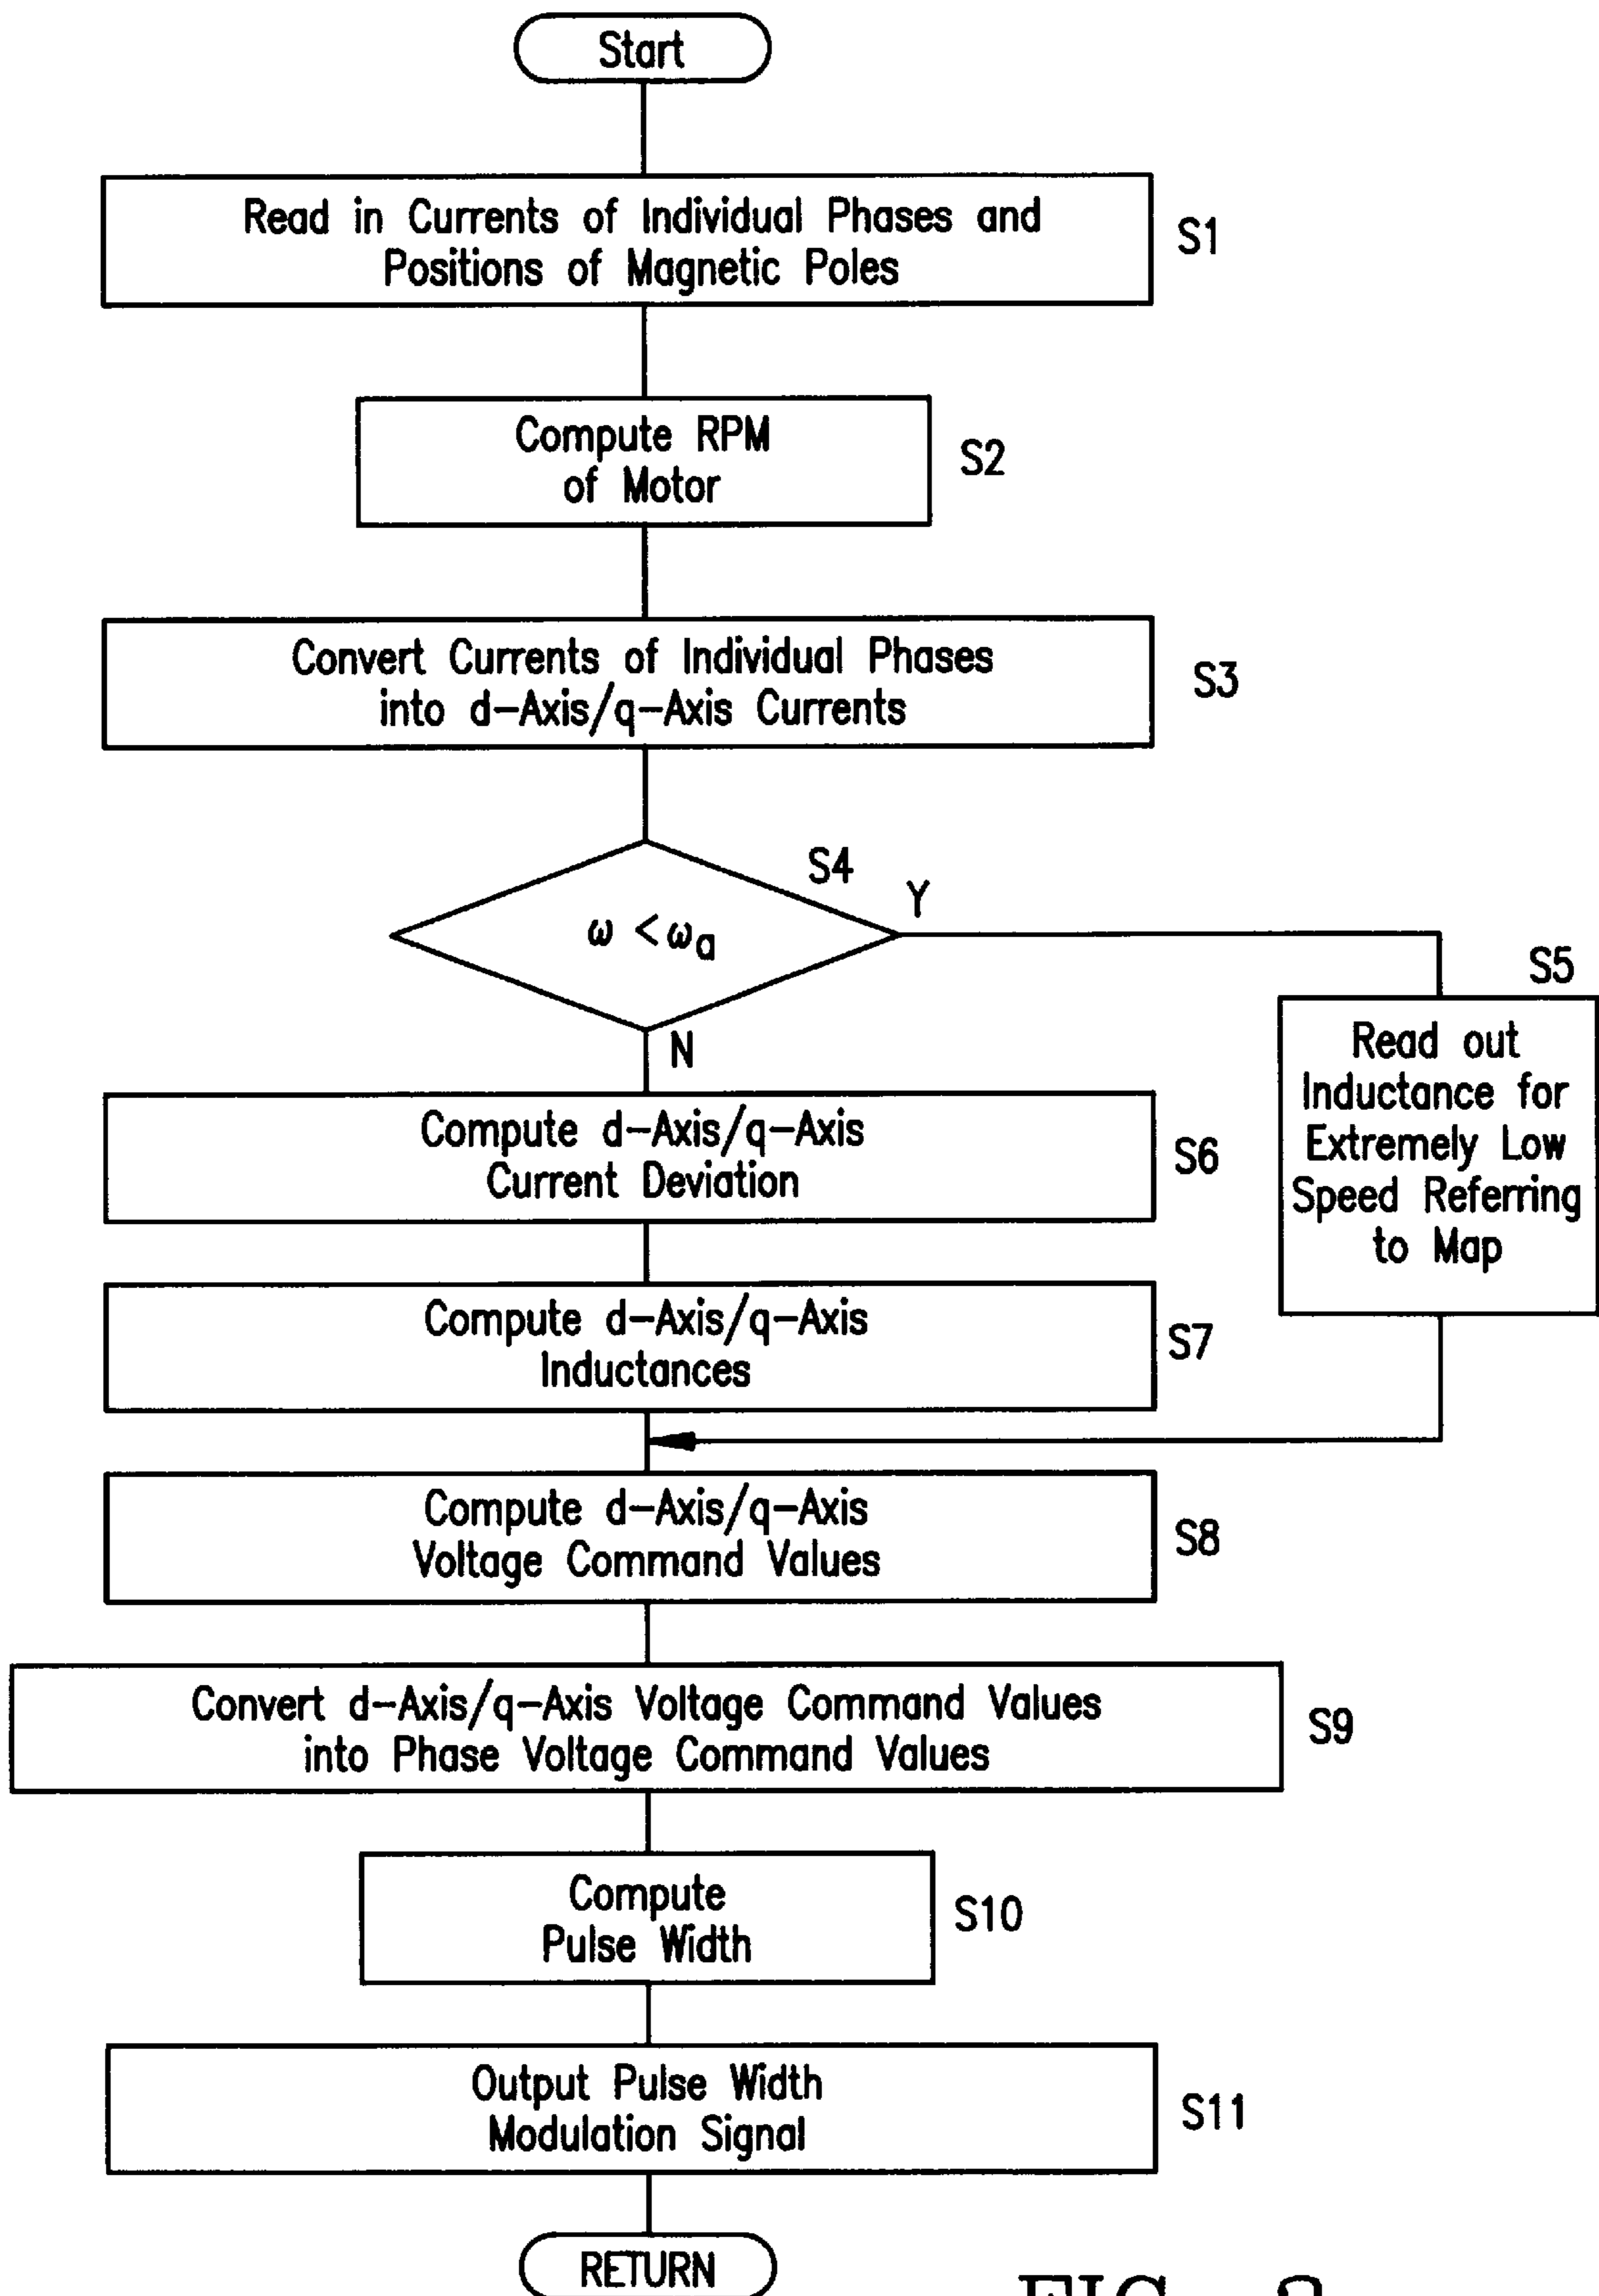 Start
Read in Currents of Individual Phases and
Positions of Magnetic Poles
S1
Compute RPM
of Motor
S2
Convert Currents of Individual Phases
into d-Axis/q-Axis Currents
S3
S4
ω < ωa
Y
N
S5
Read out
Inductance for
Extremely Low
Speed Referring
to Map
Compute d-Axis/q-Axis
Current Deviation
S6
Compute d-Axis/q-Axis
Inductances
S7
Compute d-Axis/q-Axis
Voltage Command Values
S8
Convert d-Axis/q-Axis Voltage Command Values
into Phase Voltage Command Values
S9
Compute
Pulse Width
S10
Output Pulse Width
Modulation Signal
S11
RETURN
FIG.